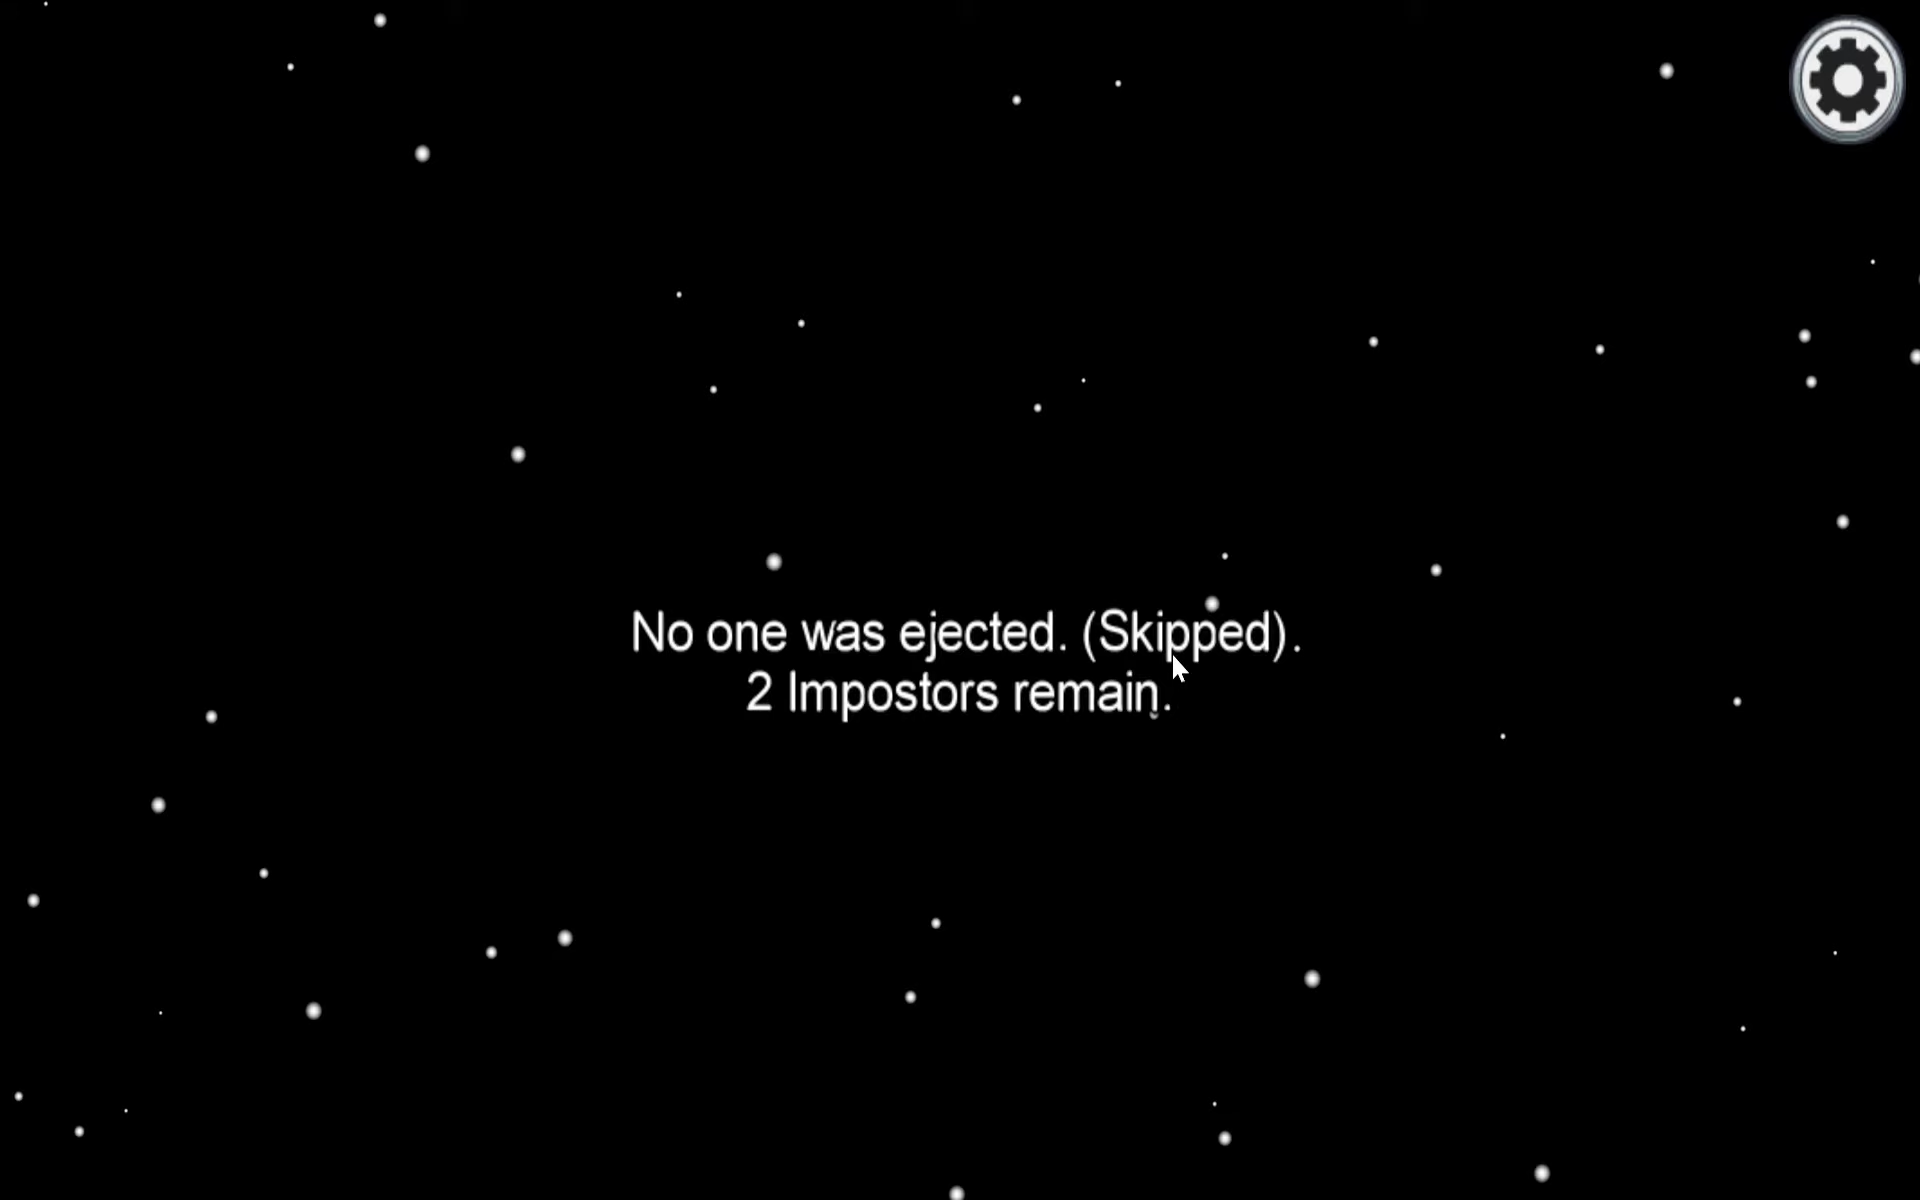 No one was ejected. (Skipped).
2 Impostors remain.